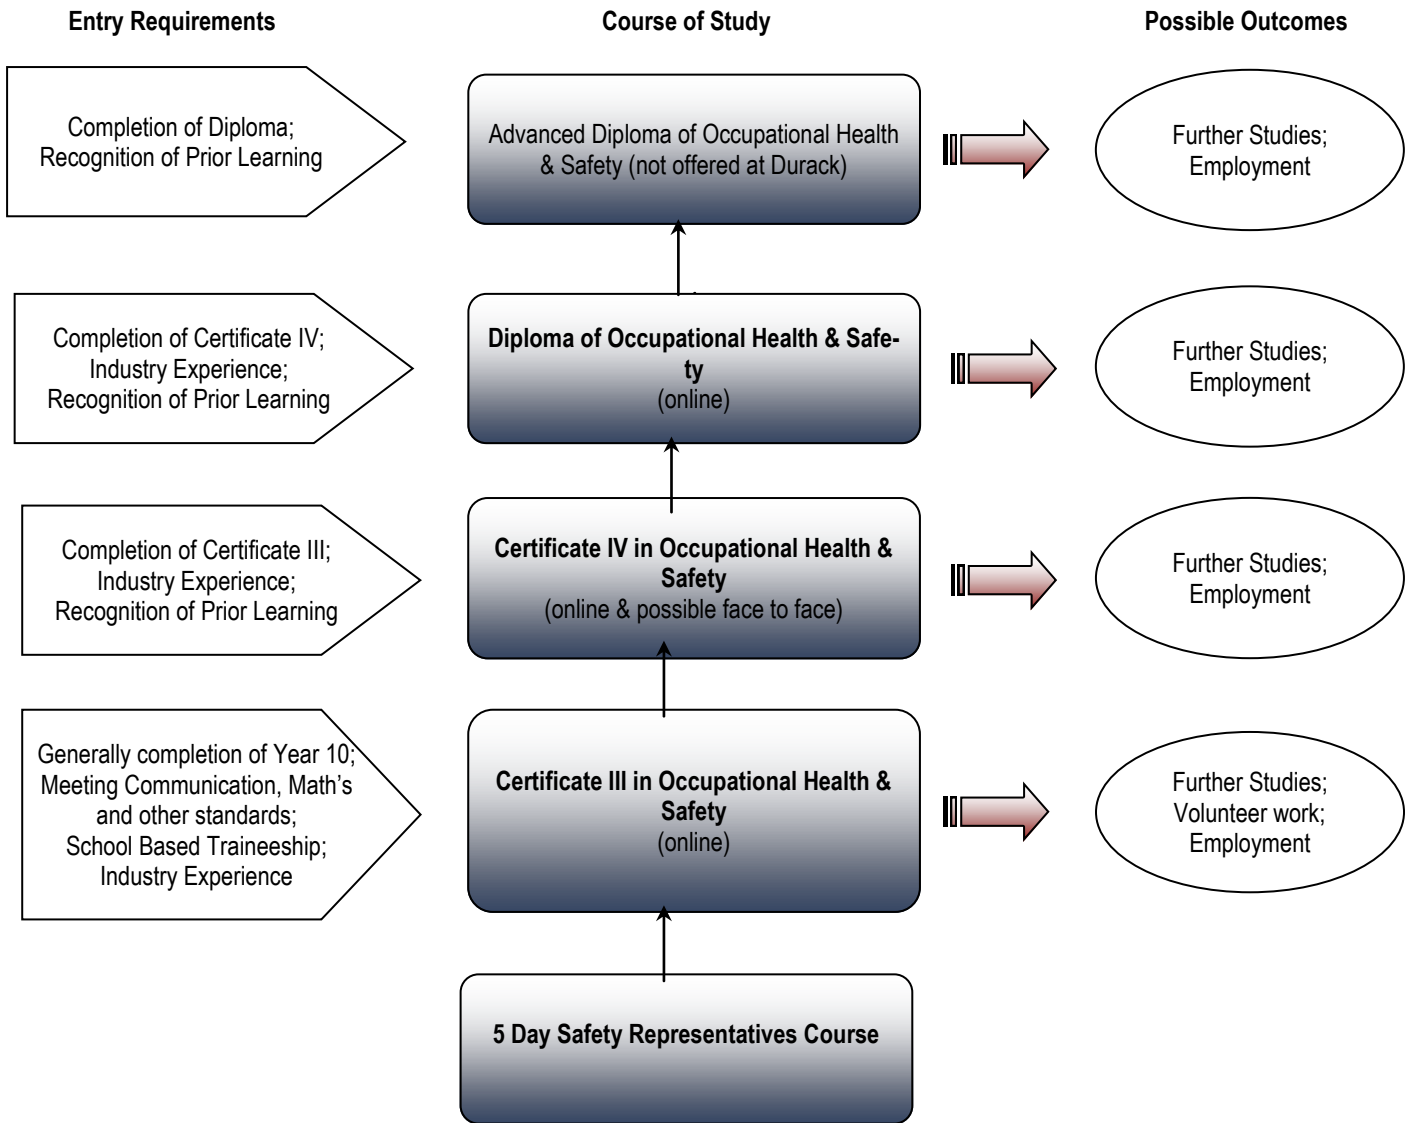 Entry Requirements
Course of Study
Possible Outcomes
Completion of Diploma;
Recognition of Prior Learning
Advanced Diploma of Occupational Health
& Safety (not offered at Durack)
Further Studies;
Employment
Completion of Certificate IV;
Industry Experience;
Recognition of Prior Learning
Diploma of Occupational Health & Safe-
ty
(online)
Further Studies;
Employment
Completion of Certificate III;
Industry Experience;
Recognition of Prior Learning
Certificate IV in Occupational Health &
Safety
(online & possible face to face)
Further Studies;
Employment
Generally completion of Year 10;
Meeting Communication, Math's
and other standards;
School Based Traineeship;
Industry Experience
Certificate III in Occupational Health &
Safety
(online)
Further Studies;
Volunteer work;
Employment
5 Day Safety Representatives Course